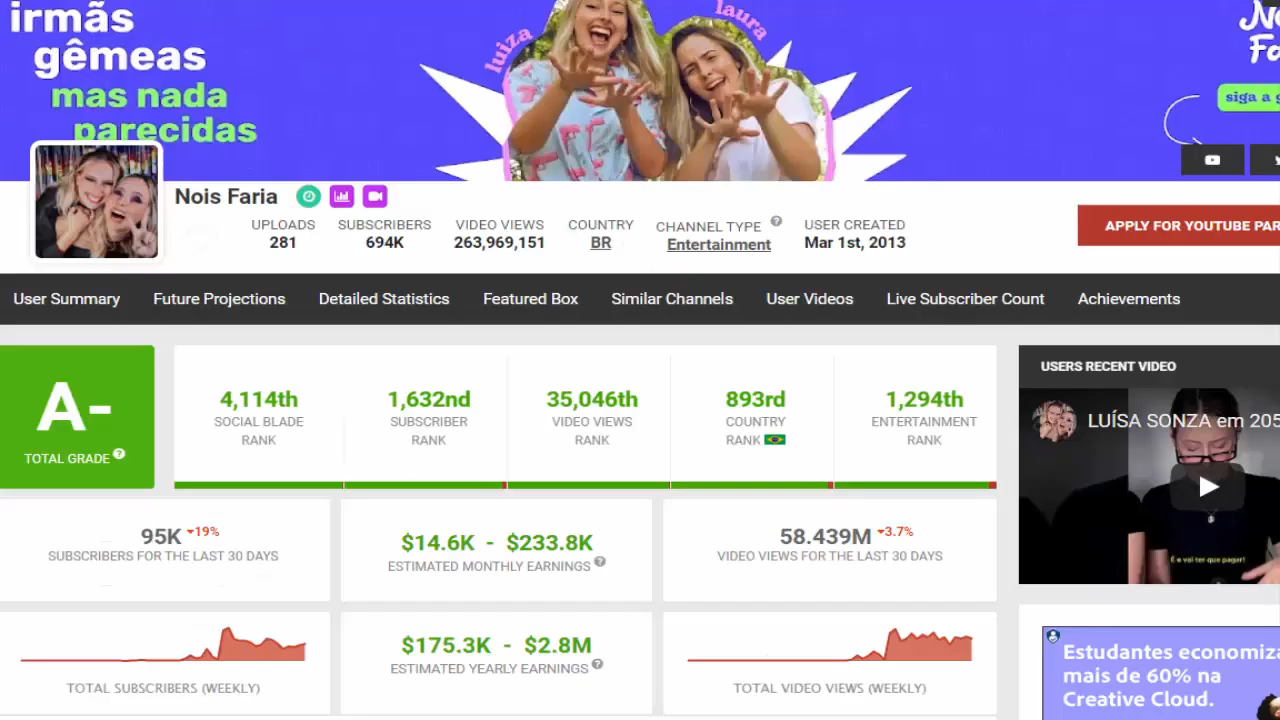 irmãs
gêmeas
mas nada
parecidas
luiza
laura
siga a
Nois Faria
UPLOADS
281
SUBSCRIBERS
694K
VIDEO VIEWS
263,969,151
COUNTRY
BR
CHANNEL TYPE ?
Entertainment
USER CREATED
Mar 1st, 2013
APPLY FOR YOUTUBE PAR
User Summary
Future Projections
Detailed Statistics
Featured Box
Similar Channels
User Videos
Live Subscriber Count
Achievements
A-
TOTAL GRADE ?
4,114th
SOCIAL BLADE
RANK
1,632nd
SUBSCRIBER
RANK
35,046th
VIDEO VIEWS
RANK
893rd
COUNTRY
RANK
1,294th
ENTERTAINMENT
RANK
USERS RECENT VIDEO
LUÍSA SONZA em 205
É o vai ter que pagar!
95K 19%
SUBSCRIBERS FOR THE LAST 30 DAYS
$14.6K - $233.8K
ESTIMATED MONTHLY EARNINGS ?
58.439M 3.7%
VIDEO VIEWS FOR THE LAST 30 DAYS
TOTAL SUBSCRIBERS (WEEKLY)
$175.3K - $2.8M
ESTIMATED YEARLY EARNINGS ?
TOTAL VIDEO VIEWS (WEEKLY)
Estudantes economiza
mais de 60% na
Creative Cloud.